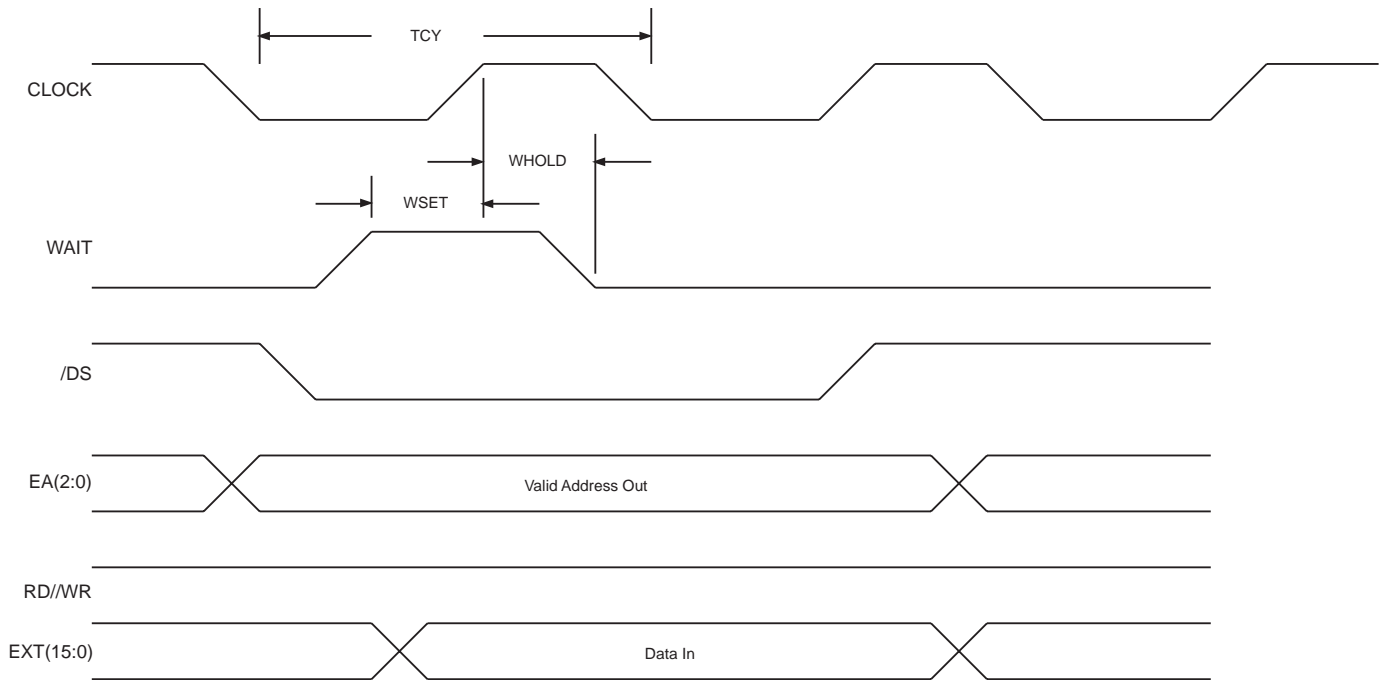 TCY
CLOCK
WHOLD
WSET
WAIT
/DS
EA(2:0)
Valid Address Out
RD//WR
EXT(15:0)
Data In